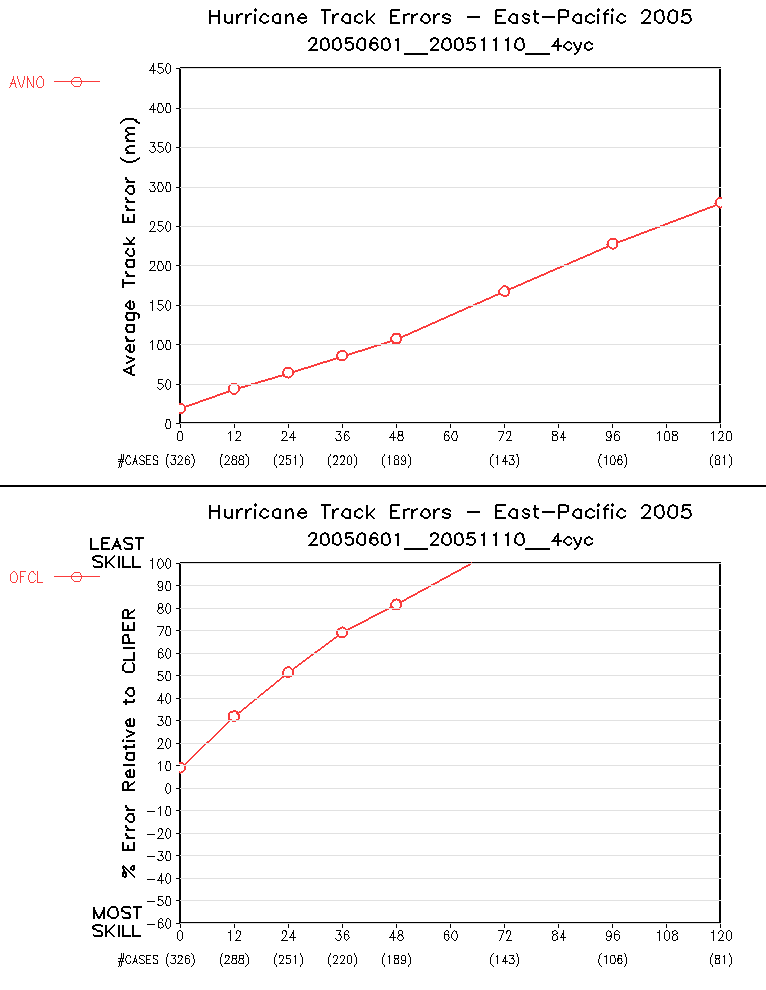 Hurricane Track Errors - East-Pacific 2005
20050601__20051110__4cyc
AVNO
Average Track Error (nm)
450
400
350
300
250
200
150
100
50
0
0 12 24 36 48 60 72 84 96 108 120
#CASES (326) (288) (251) (220) (189) (143) (106) (81)
Hurricane Track Errors - East-Pacific 2005
20050601__20051110__4cyc
LEAST
SKILL
OFCL
% Error Relative to CLIPER
100
90
80
70
60
50
40
30
20
10
0
-10
-20
-30
-40
-50
-60
MOST
SKILL
0 12 24 36 48 60 72 84 96 108 120
#CASES (326) (288) (251) (220) (189) (143) (106) (81)